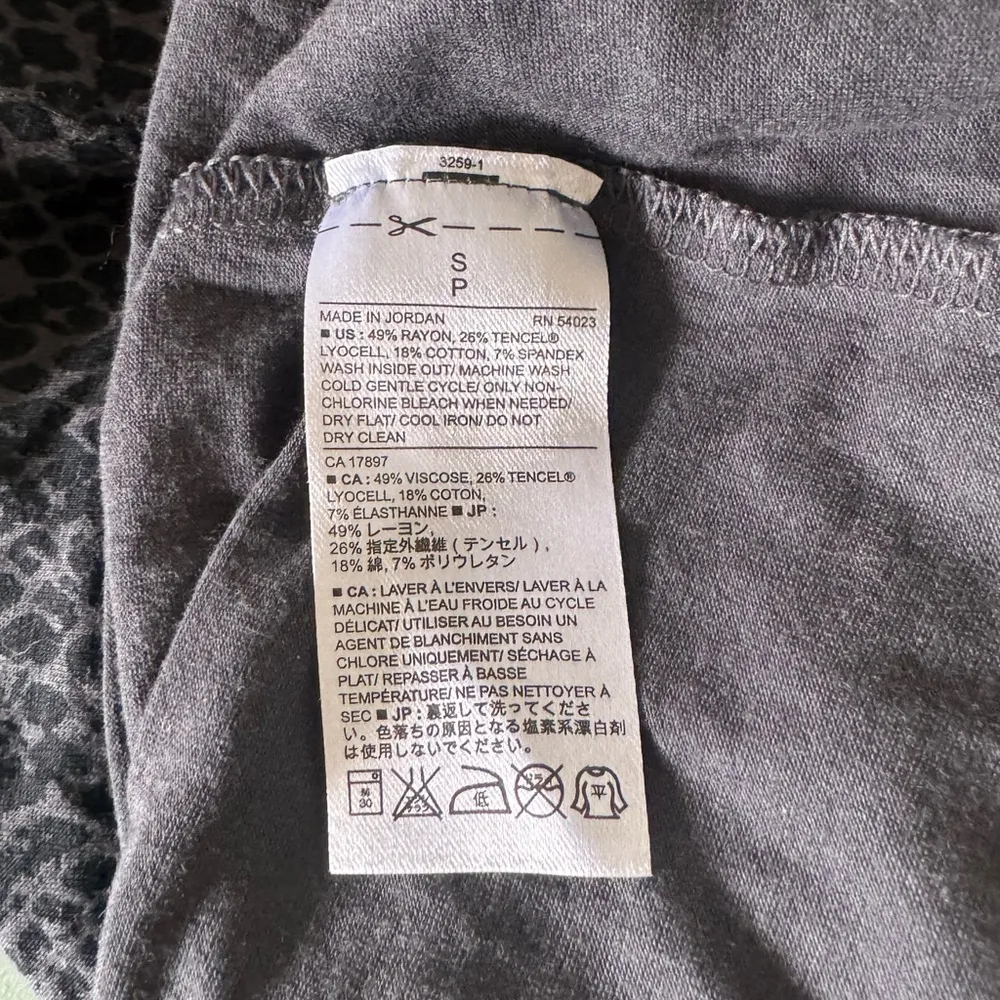 3259-1
S
P
MADE IN JORDAN RN 54023
■ US : 49% RAYON, 26% TENCEL®
LYOCELL, 18% COTTON, 7% SPANDEX
WASH INSIDE OUT/ MACHINE WASH
COLD GENTLE CYCLE/ ONLY NON-
CHLORINE BLEACH WHEN NEEDED/
DRY FLAT/ COOL IRON/ DO NOT
DRY CLEAN
CA 17897
■ CA : 49% VISCOSE, 26% TENCEL®
LYOCELL, 18% COTON,
7% ÉLASTHANNE ■ JP :
49% レーヨン,
26% 指定外繊維 ( テンセル ) ,
18% 綿, 7% ポリウレタン
■ CA : LAVER À L'ENVERS/ LAVER À LA
MACHINE À L'EAU FROIDE AU CYCLE
DÉLICAT/ UTILISER AU BESOIN UN
AGENT DE BLANCHIMENT SANS
CHLORE UNIQUEMENT/ SÉCHAGE À
PLAT/ REPASSER À BASSE
TEMPÉRATURE/ NE PAS NETTOYER À
SEC ■ JP : 裏返して洗ってくださ
い。色落ちの原因となる塩素系漂白剤
は使用しないでください。
30 低 平